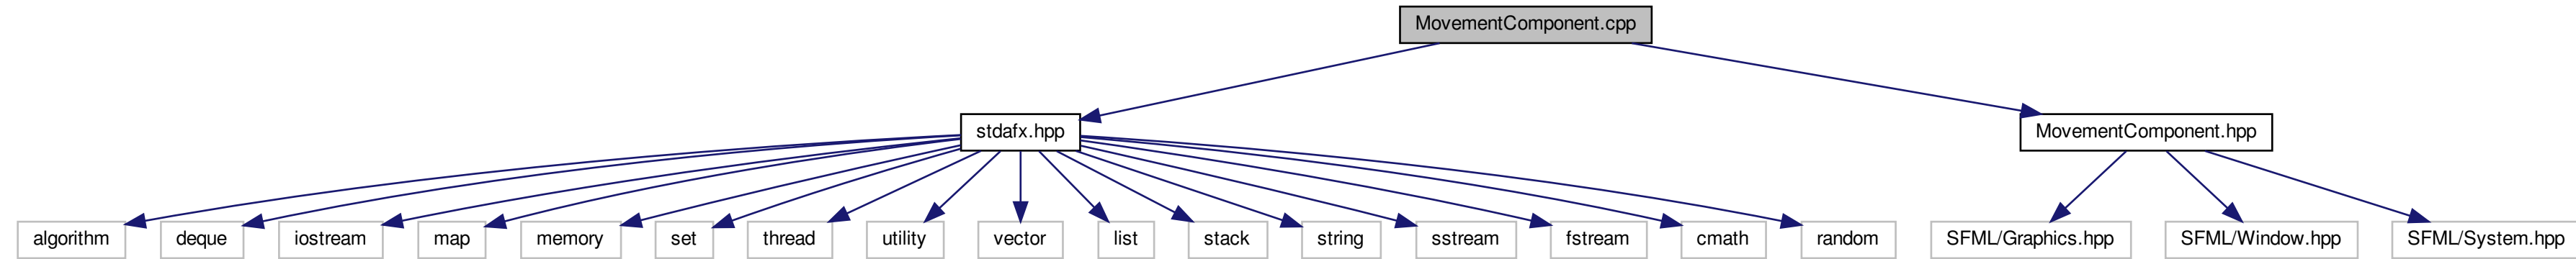 MovementComponent.cpp
stdafx.hpp
MovementComponent.hpp
algorithm
deque
iostream
map
memory
set
thread
utility
vector
list
stack
string
sstream
fstream
cmath
random
SFML/Graphics.hpp
SFML/Window.hpp
SFML/System.hpp